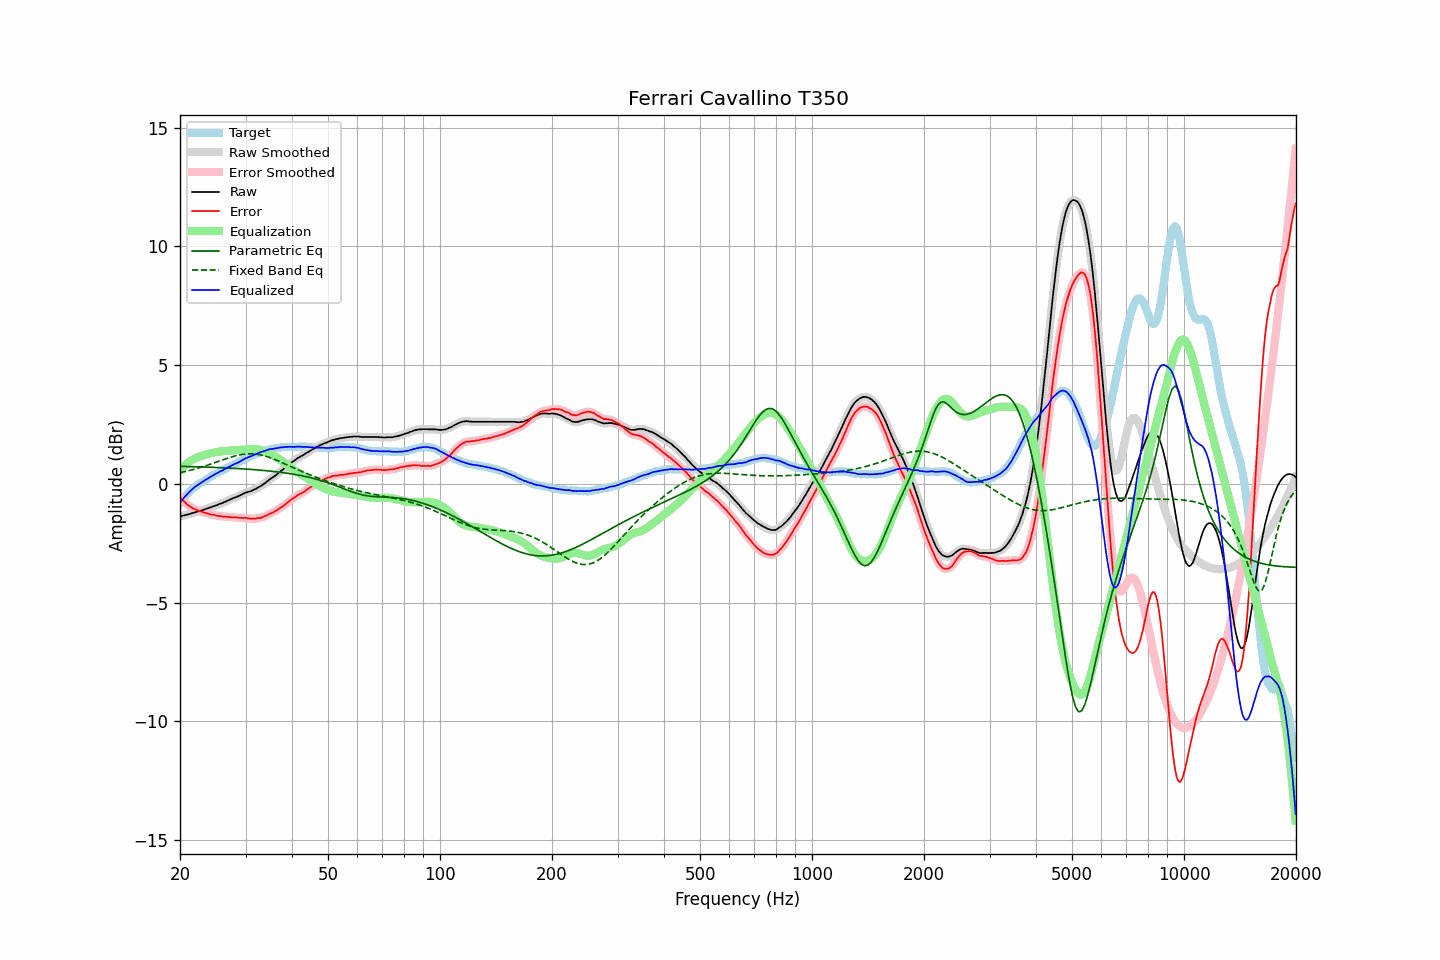 Ferrari Cavallino T350
Target
Raw Smoothed
Error Smoothed
Raw
Error
Equalization
Parametric Eq
Fixed Band Eq
Equalized
15
10
5
0
−5
−10
−15
Amplitude (dBr)
20
50
100
200
500
1000
2000
5000
10000
20000
Frequency (Hz)